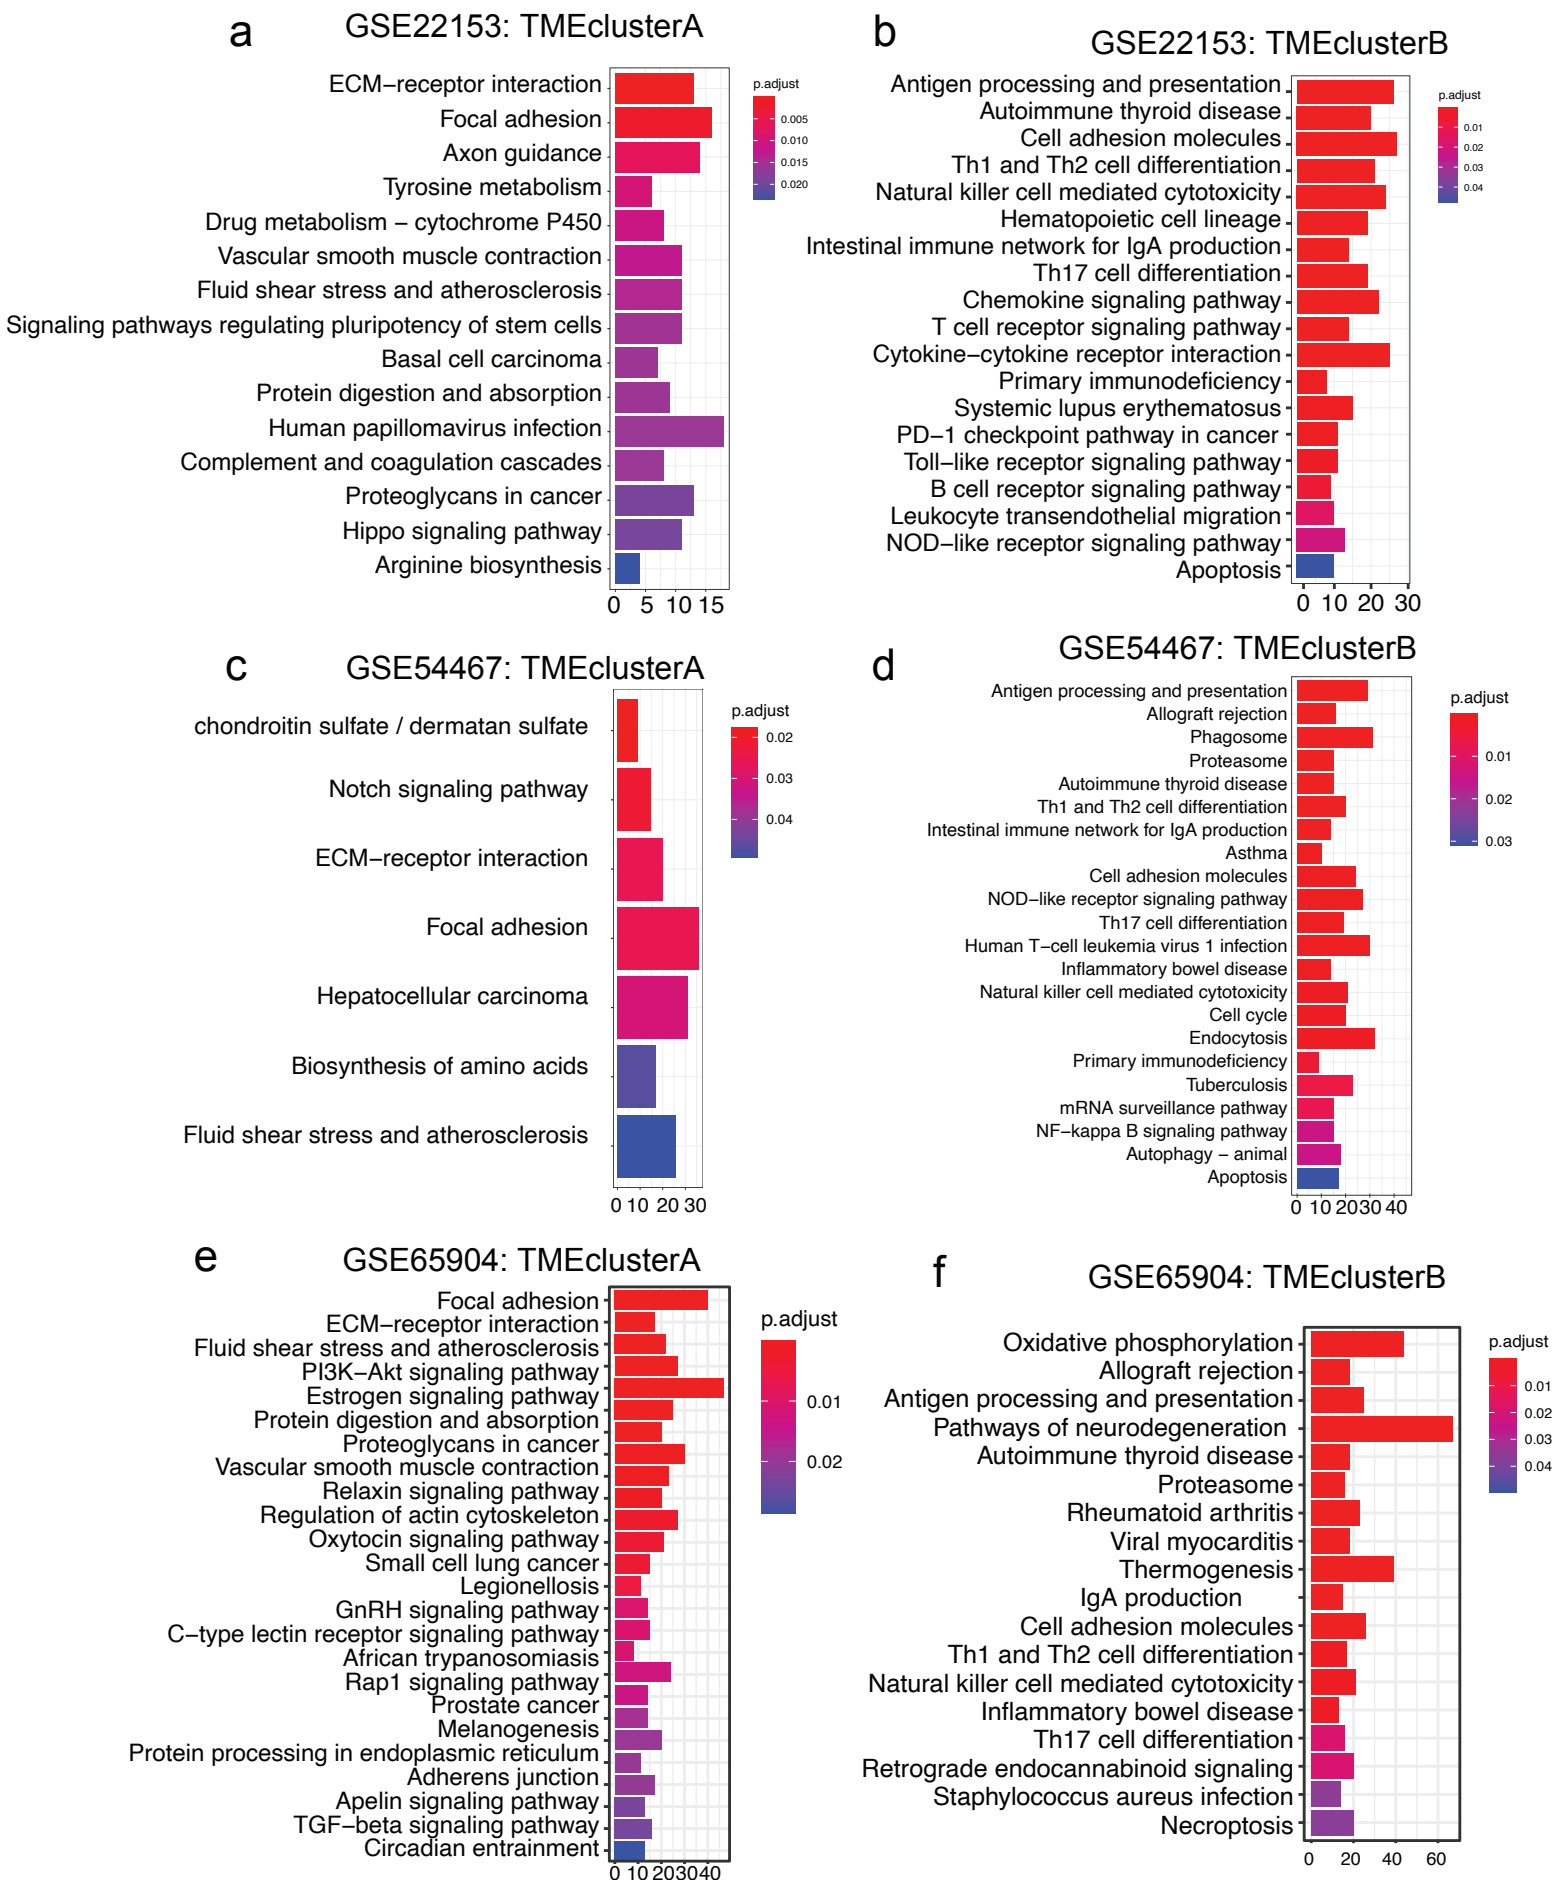 a
GSE22153: TMEclusterA
ECM−receptor interaction
Focal adhesion
Axon guidance
Tyrosine metabolism
Drug metabolism − cytochrome P450
Vascular smooth muscle contraction
Fluid shear stress and atherosclerosis
Signaling pathways regulating pluripotency of stem cells
Basal cell carcinoma
Protein digestion and absorption
Human papillomavirus infection
Complement and coagulation cascades
Proteoglycans in cancer
Hippo signaling pathway
Arginine biosynthesis
0 5 10 15
p.adjust
0.005
0.010
0.015
0.020
b
GSE22153: TMEclusterB
Antigen processing and presentation
Autoimmune thyroid disease
Cell adhesion molecules
Th1 and Th2 cell differentiation
Natural killer cell mediated cytotoxicity
Hematopoietic cell lineage
Intestinal immune network for IgA production
Th17 cell differentiation
Chemokine signaling pathway
T cell receptor signaling pathway
Cytokine−cytokine receptor interaction
Primary immunodeficiency
Systemic lupus erythematosus
PD−1 checkpoint pathway in cancer
Toll−like receptor signaling pathway
B cell receptor signaling pathway
Leukocyte transendothelial migration
NOD−like receptor signaling pathway
Apoptosis
0 10 20 30
p.adjust
0.01
0.02
0.03
0.04
c
GSE54467: TMEclusterA
chondroitin sulfate / dermatan sulfate
Notch signaling pathway
ECM−receptor interaction
Focal adhesion
Hepatocellular carcinoma
Biosynthesis of amino acids
Fluid shear stress and atherosclerosis
0 10 20 30
p.adjust
0.02
0.03
0.04
d
GSE54467: TMEclusterB
Antigen processing and presentation
Allograft rejection
Phagosome
Proteasome
Autoimmune thyroid disease
Th1 and Th2 cell differentiation
Intestinal immune network for IgA production
Asthma
Cell adhesion molecules
NOD−like receptor signaling pathway
Th17 cell differentiation
Human T−cell leukemia virus 1 infection
Inflammatory bowel disease
Natural killer cell mediated cytotoxicity
Cell cycle
Endocytosis
Primary immunodeficiency
Tuberculosis
mRNA surveillance pathway
NF−kappa B signaling pathway
Autophagy − animal
Apoptosis
0 10 20 30 40
p.adjust
0.01
0.02
0.03
e
GSE65904: TMEclusterA
Focal adhesion
ECM−receptor interaction
Fluid shear stress and atherosclerosis
PI3K−Akt signaling pathway
Estrogen signaling pathway
Protein digestion and absorption
Proteoglycans in cancer
Vascular smooth muscle contraction
Relaxin signaling pathway
Regulation of actin cytoskeleton
Oxytocin signaling pathway
Small cell lung cancer
Legionellosis
GnRH signaling pathway
C−type lectin receptor signaling pathway
African trypanosomiasis
Rap1 signaling pathway
Prostate cancer
Melanogenesis
Protein processing in endoplasmic reticulum
Adherens junction
Apelin signaling pathway
TGF−beta signaling pathway
Circadian entrainment
0 10 20 30 40
p.adjust
0.01
0.02
f
GSE65904: TMEclusterB
Oxidative phosphorylation
Allograft rejection
Antigen processing and presentation
Pathways of neurodegeneration
Autoimmune thyroid disease
Proteasome
Rheumatoid arthritis
Viral myocarditis
Thermogenesis
IgA production
Cell adhesion molecules
Th1 and Th2 cell differentiation
Natural killer cell mediated cytotoxicity
Inflammatory bowel disease
Th17 cell differentiation
Retrograde endocannabinoid signaling
Staphylococcus aureus infection
Necroptosis
0 20 40 60
p.adjust
0.01
0.02
0.03
0.04